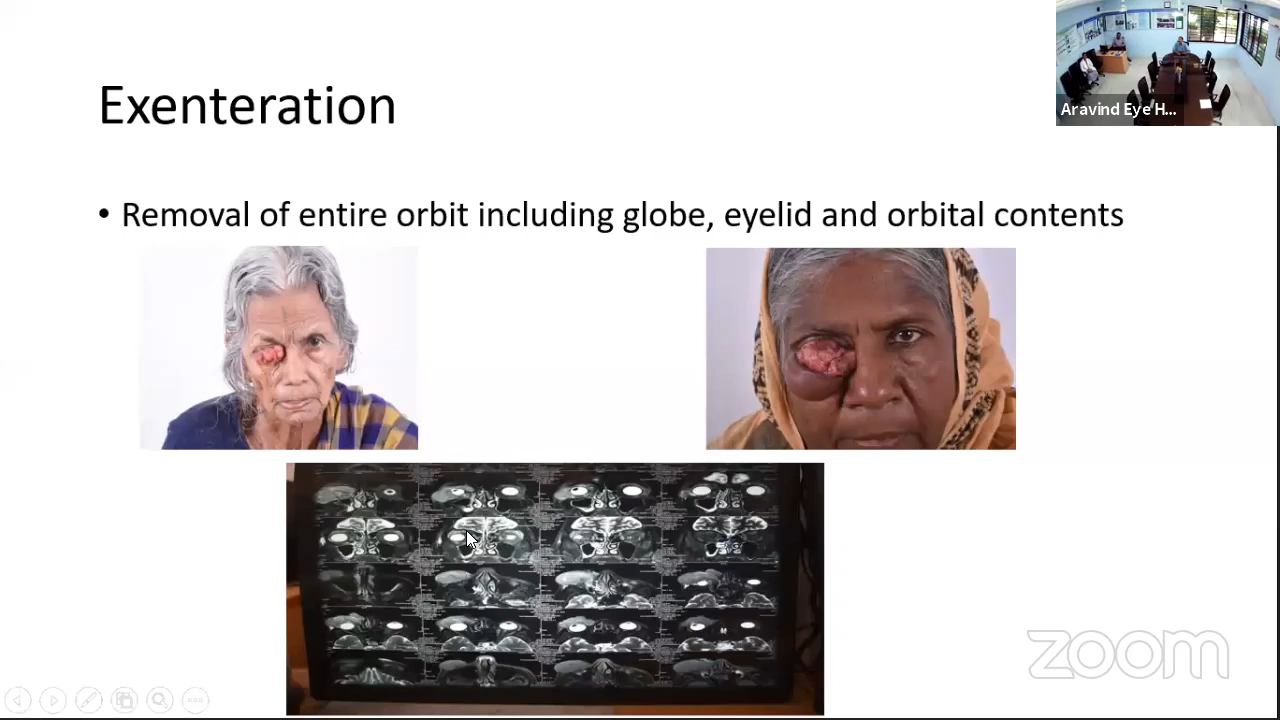 Exenteration
Aravind Eye H...
• Removal of entire orbit including globe, eyelid and orbital contents
zoom